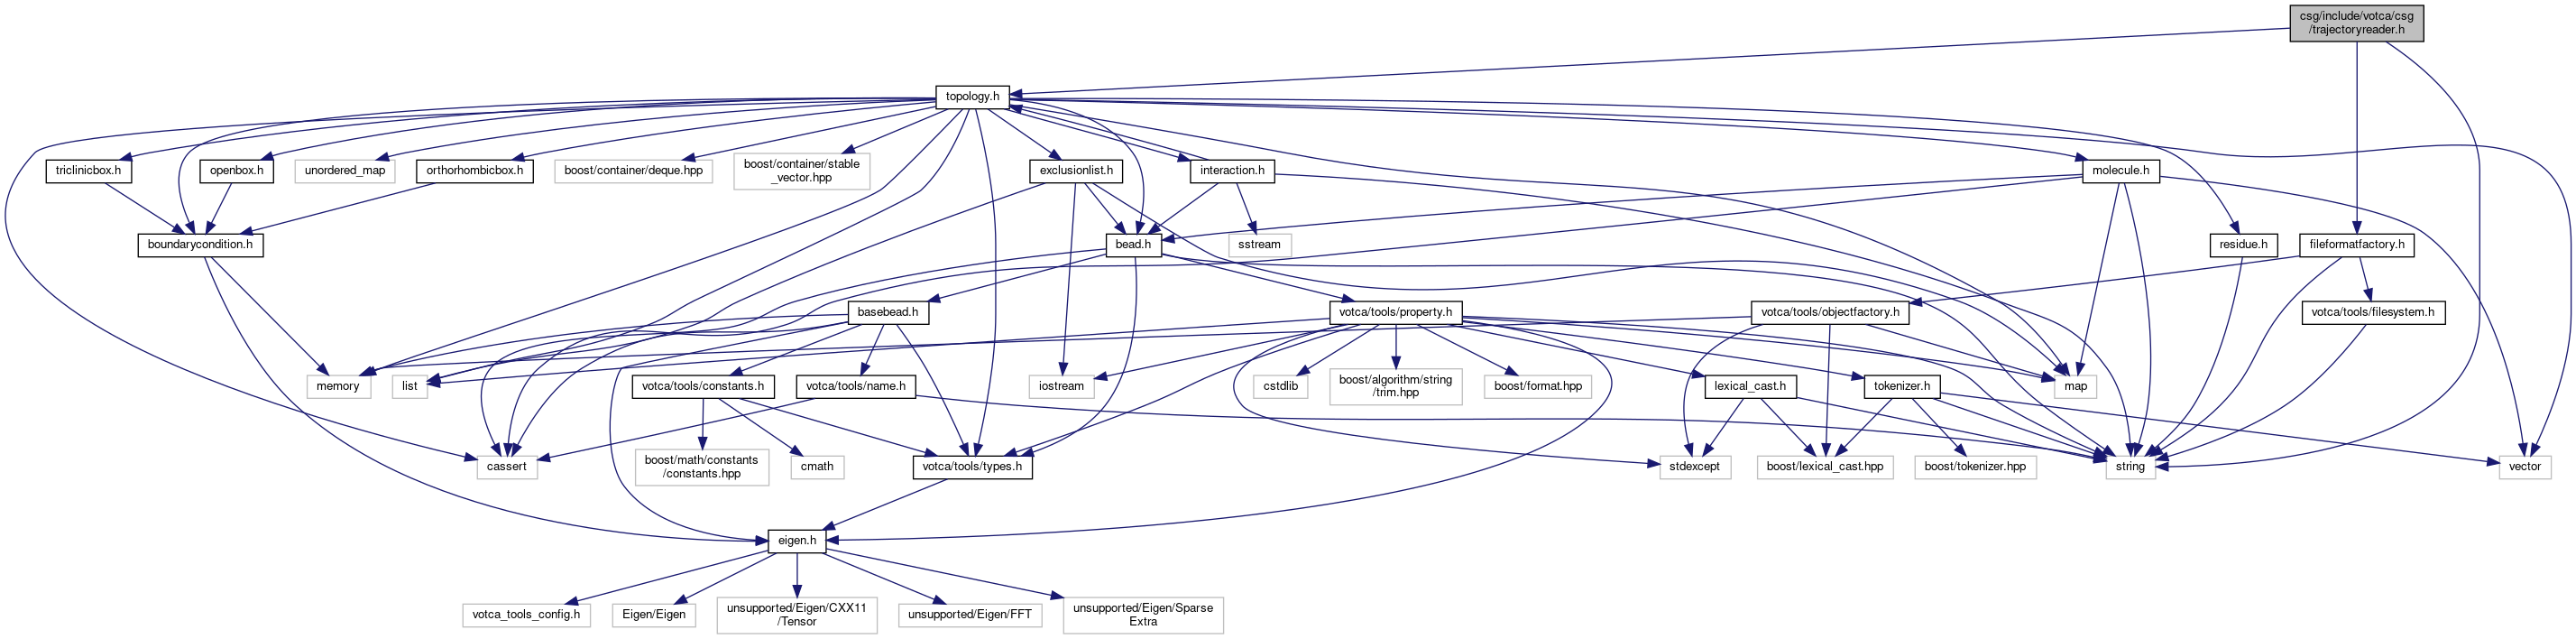 csg/include/votca/csg
/trajectoryreader.h
topology.h
triclinicbox.h
openbox.h
unordered_map
orthorhombicbox.h
boost/container/deque.hpp
boost/container/stable
_vector.hpp
exclusionlist.h
interaction.h
molecule.h
boundarycondition.h
bead.h
sstream
residue.h
fileformatfactory.h
basebead.h
votca/tools/property.h
votca/tools/objectfactory.h
votca/tools/filesystem.h
memory
list
votca/tools/constants.h
votca/tools/name.h
iostream
cstdlib
boost/algorithm/string
/trim.hpp
boost/format.hpp
lexical_cast.h
tokenizer.h
map
cassert
boost/math/constants
/constants.hpp
cmath
votca/tools/types.h
stdexcept
boost/lexical_cast.hpp
boost/tokenizer.hpp
string
vector
eigen.h
votca_tools_config.h
Eigen/Eigen
unsupported/Eigen/CXX11
/Tensor
unsupported/Eigen/FFT
unsupported/Eigen/Sparse
Extra